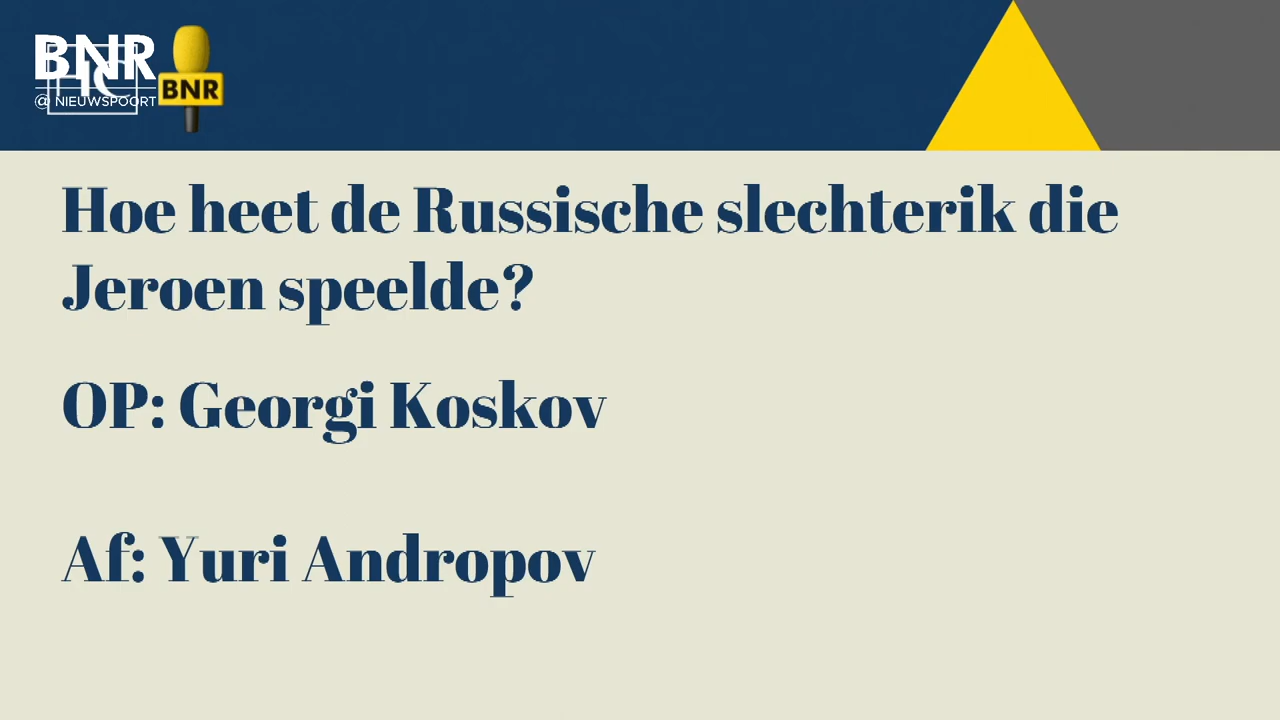 BNR
@ NIEUWSPOORT
BNR
Hoe heet de Russische slechterik die
Jeroen speelde?
OP: Georgi Koskov
Af: Yuri Andropov